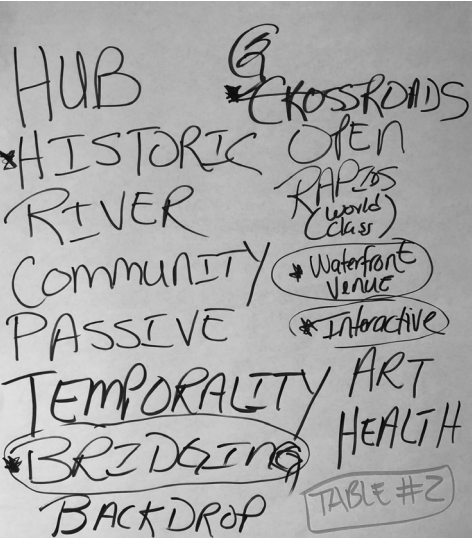 HUB
*HISTORIC
RIVER
COMMUNITY
PASSIVE
TEMPORALITY
*BRIDGING
BACKDROP
*CROSSROADS
OPEN
RAPIDS
(World
Class)
*Waterfront
Venue
*Interactive
ART
HEALTH
TABLE #2